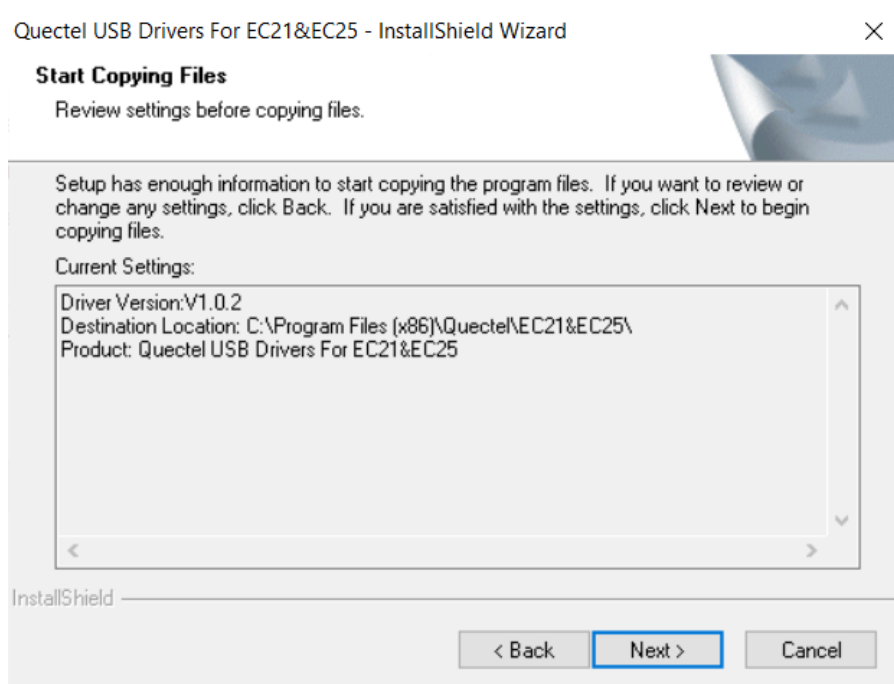 Quectel USB Drivers For EC21&EC25 - InstallShield Wizard
Start Copying Files
Review settings before copying files.
Setup has enough information to start copying the program files.  If you want to review or
change any settings, click Back.  If you are satisfied with the settings, click Next to begin
copying files.
Current Settings:
Driver Version:V1.0.2
Destination Location: C:\Program Files (x86)\Quectel\EC21&EC25\
Product: Quectel USB Drivers For EC21&EC25
InstallShield
< Back
Next >
Cancel